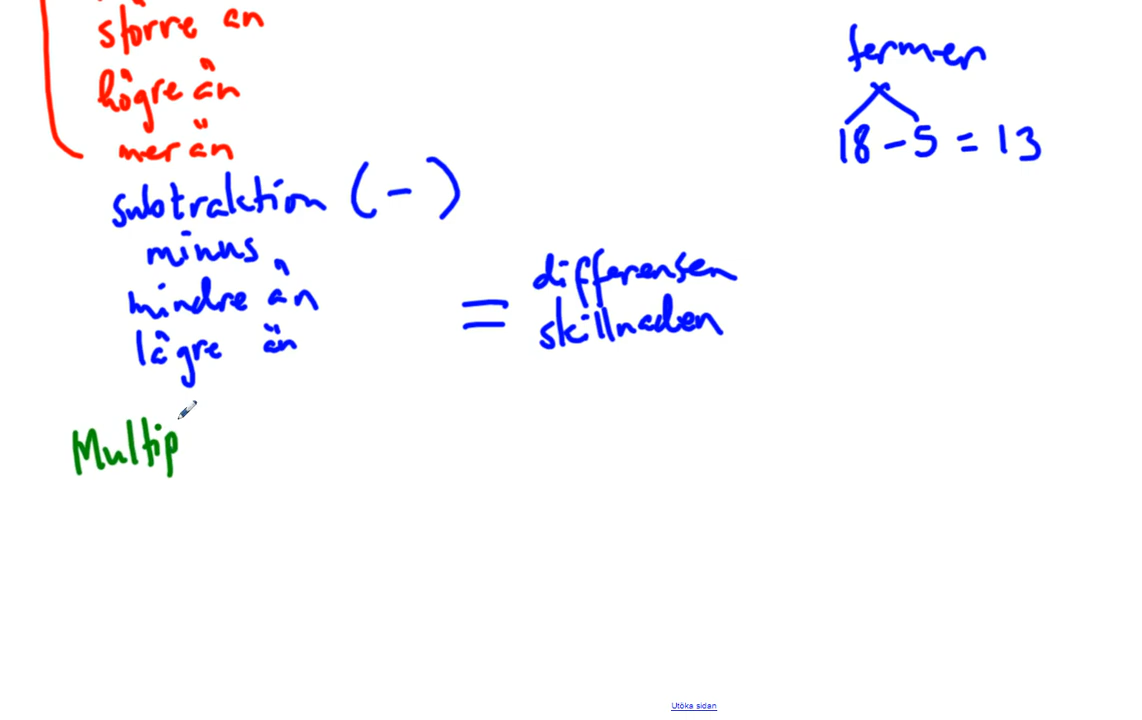 större än
högre än
mer än
termer
18 - 5 = 13
subtraktion (-)
minus
mindre än
lägre än
= differensen
skillnaden
Multip
Utöka sidan